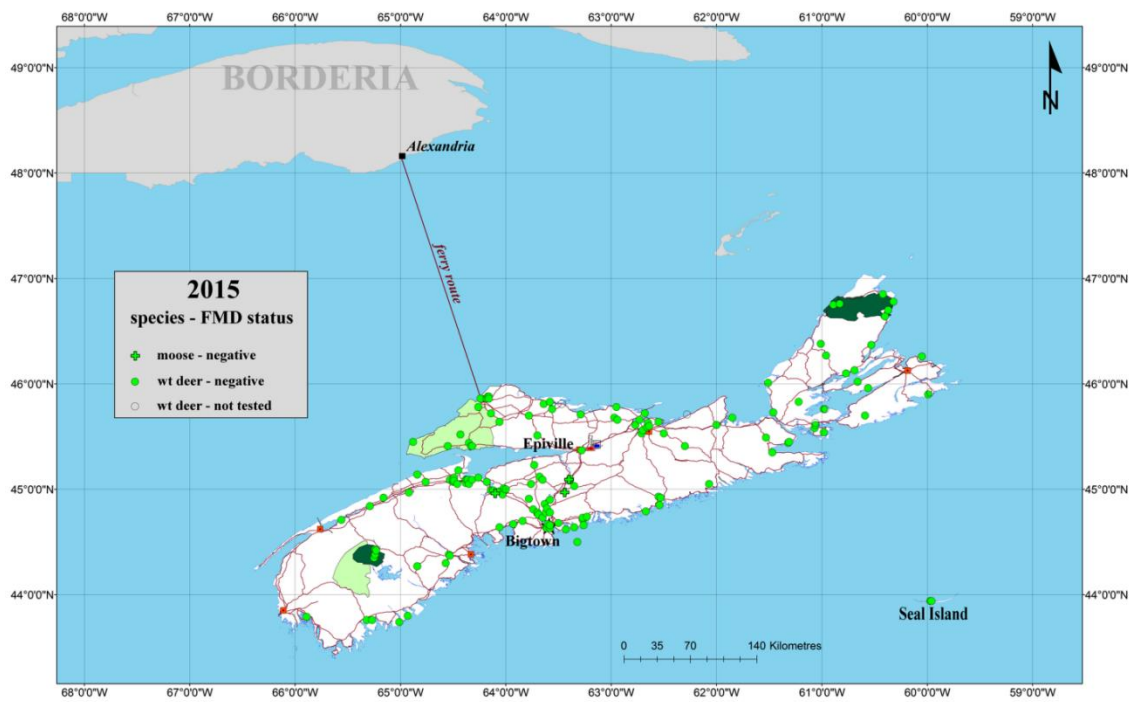 68°0'0"W 67°0'0"W 66°0'0"W 65°0'0"W 64°0'0"W 63°0'0"W 62°0'0"W 61°0'0"W 60°0'0"W 59°0'0"W
49°0'0"N 49°0'0"N
BORDERIA
N
Alexandria
48°0'0"N 48°0'0"N
ferry route
47°0'0"N 47°0'0"N
2015
species - FMD status
moose - negative
wt deer - negative
wt deer - not tested
46°0'0"N 46°0'0"N
Epiville
45°0'0"N 45°0'0"N
Bigtown
44°0'0"N 44°0'0"N
Seal Island
0 35 70 140 Kilometres
68°0'0"W 67°0'0"W 66°0'0"W 65°0'0"W 64°0'0"W 63°0'0"W 62°0'0"W 61°0'0"W 60°0'0"W 59°0'0"W